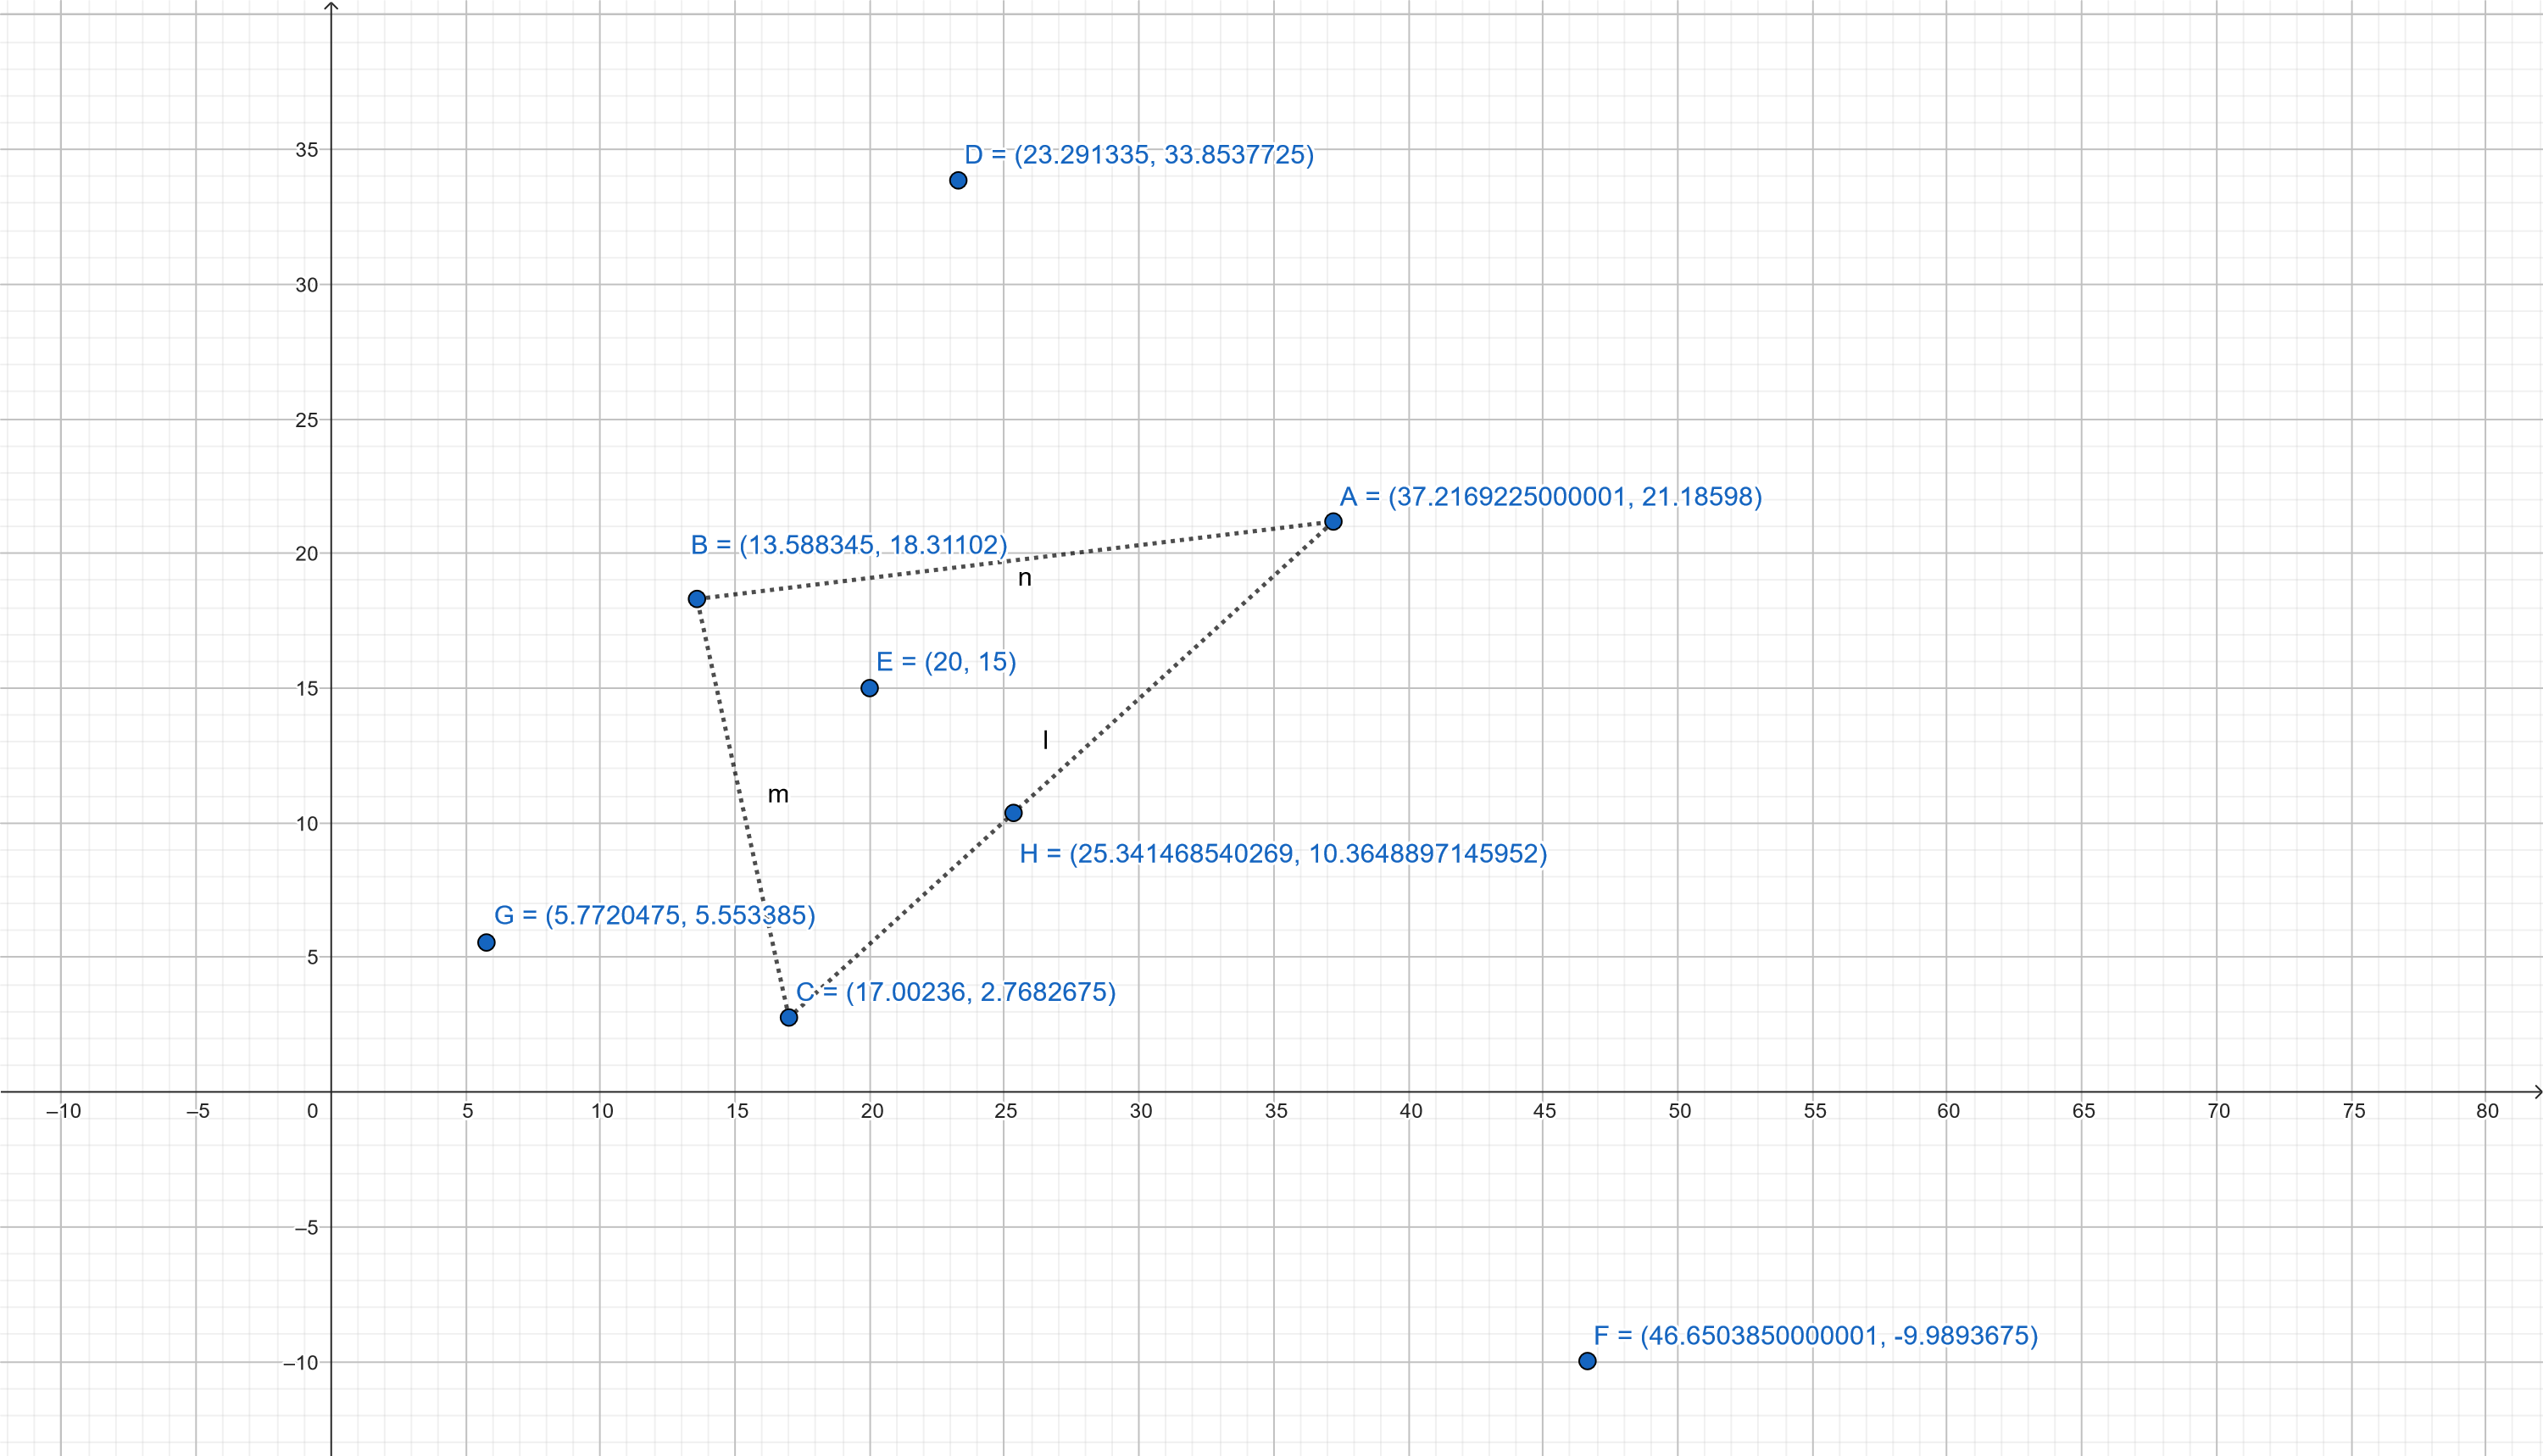 35
D = (23.291335, 33.8537725)
30
25
A = (37.2169225000001, 21.18598)
20
B = (13.588345, 18.31102)
n
E = (20, 15)
15
l
m
10
H = (25.341468540269, 10.3648897145952)
G = (5.7720475, 5.553385)
5
C = (17.00236, 2.7682675)
–10 –5 0 5 10 15 20 25 30 35 40 45 50 55 60 65 70 75 80
–5
F = (46.6503850000001, -9.9893675)
–10